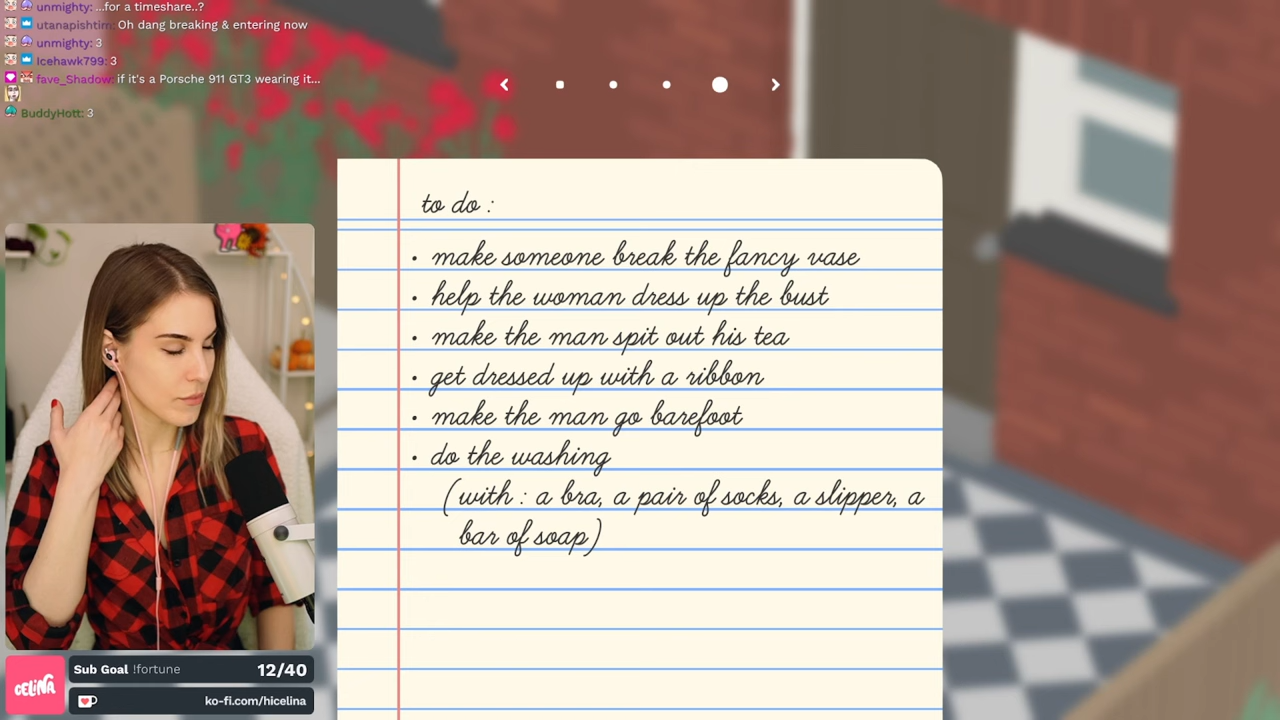 unmighty: ...for a timeshare..?
utanapishtim: Oh dang breaking & entering now
unmighty: 3
Icehawk799: 3
fave_Shadow: if it's a Porsche 911 GT3 wearing it...
BuddyHott: 3
to do :
• make someone break the fancy vase
• help the woman dress up the bust
• make the man spit out his tea
• get dressed up with a ribbon
• make the man go barefoot
• do the washing
(with : a bra, a pair of socks, a slipper, a
bar of soap)
CELINA
Sub Goal !fortune 12/40
ko-fi.com/hicelina